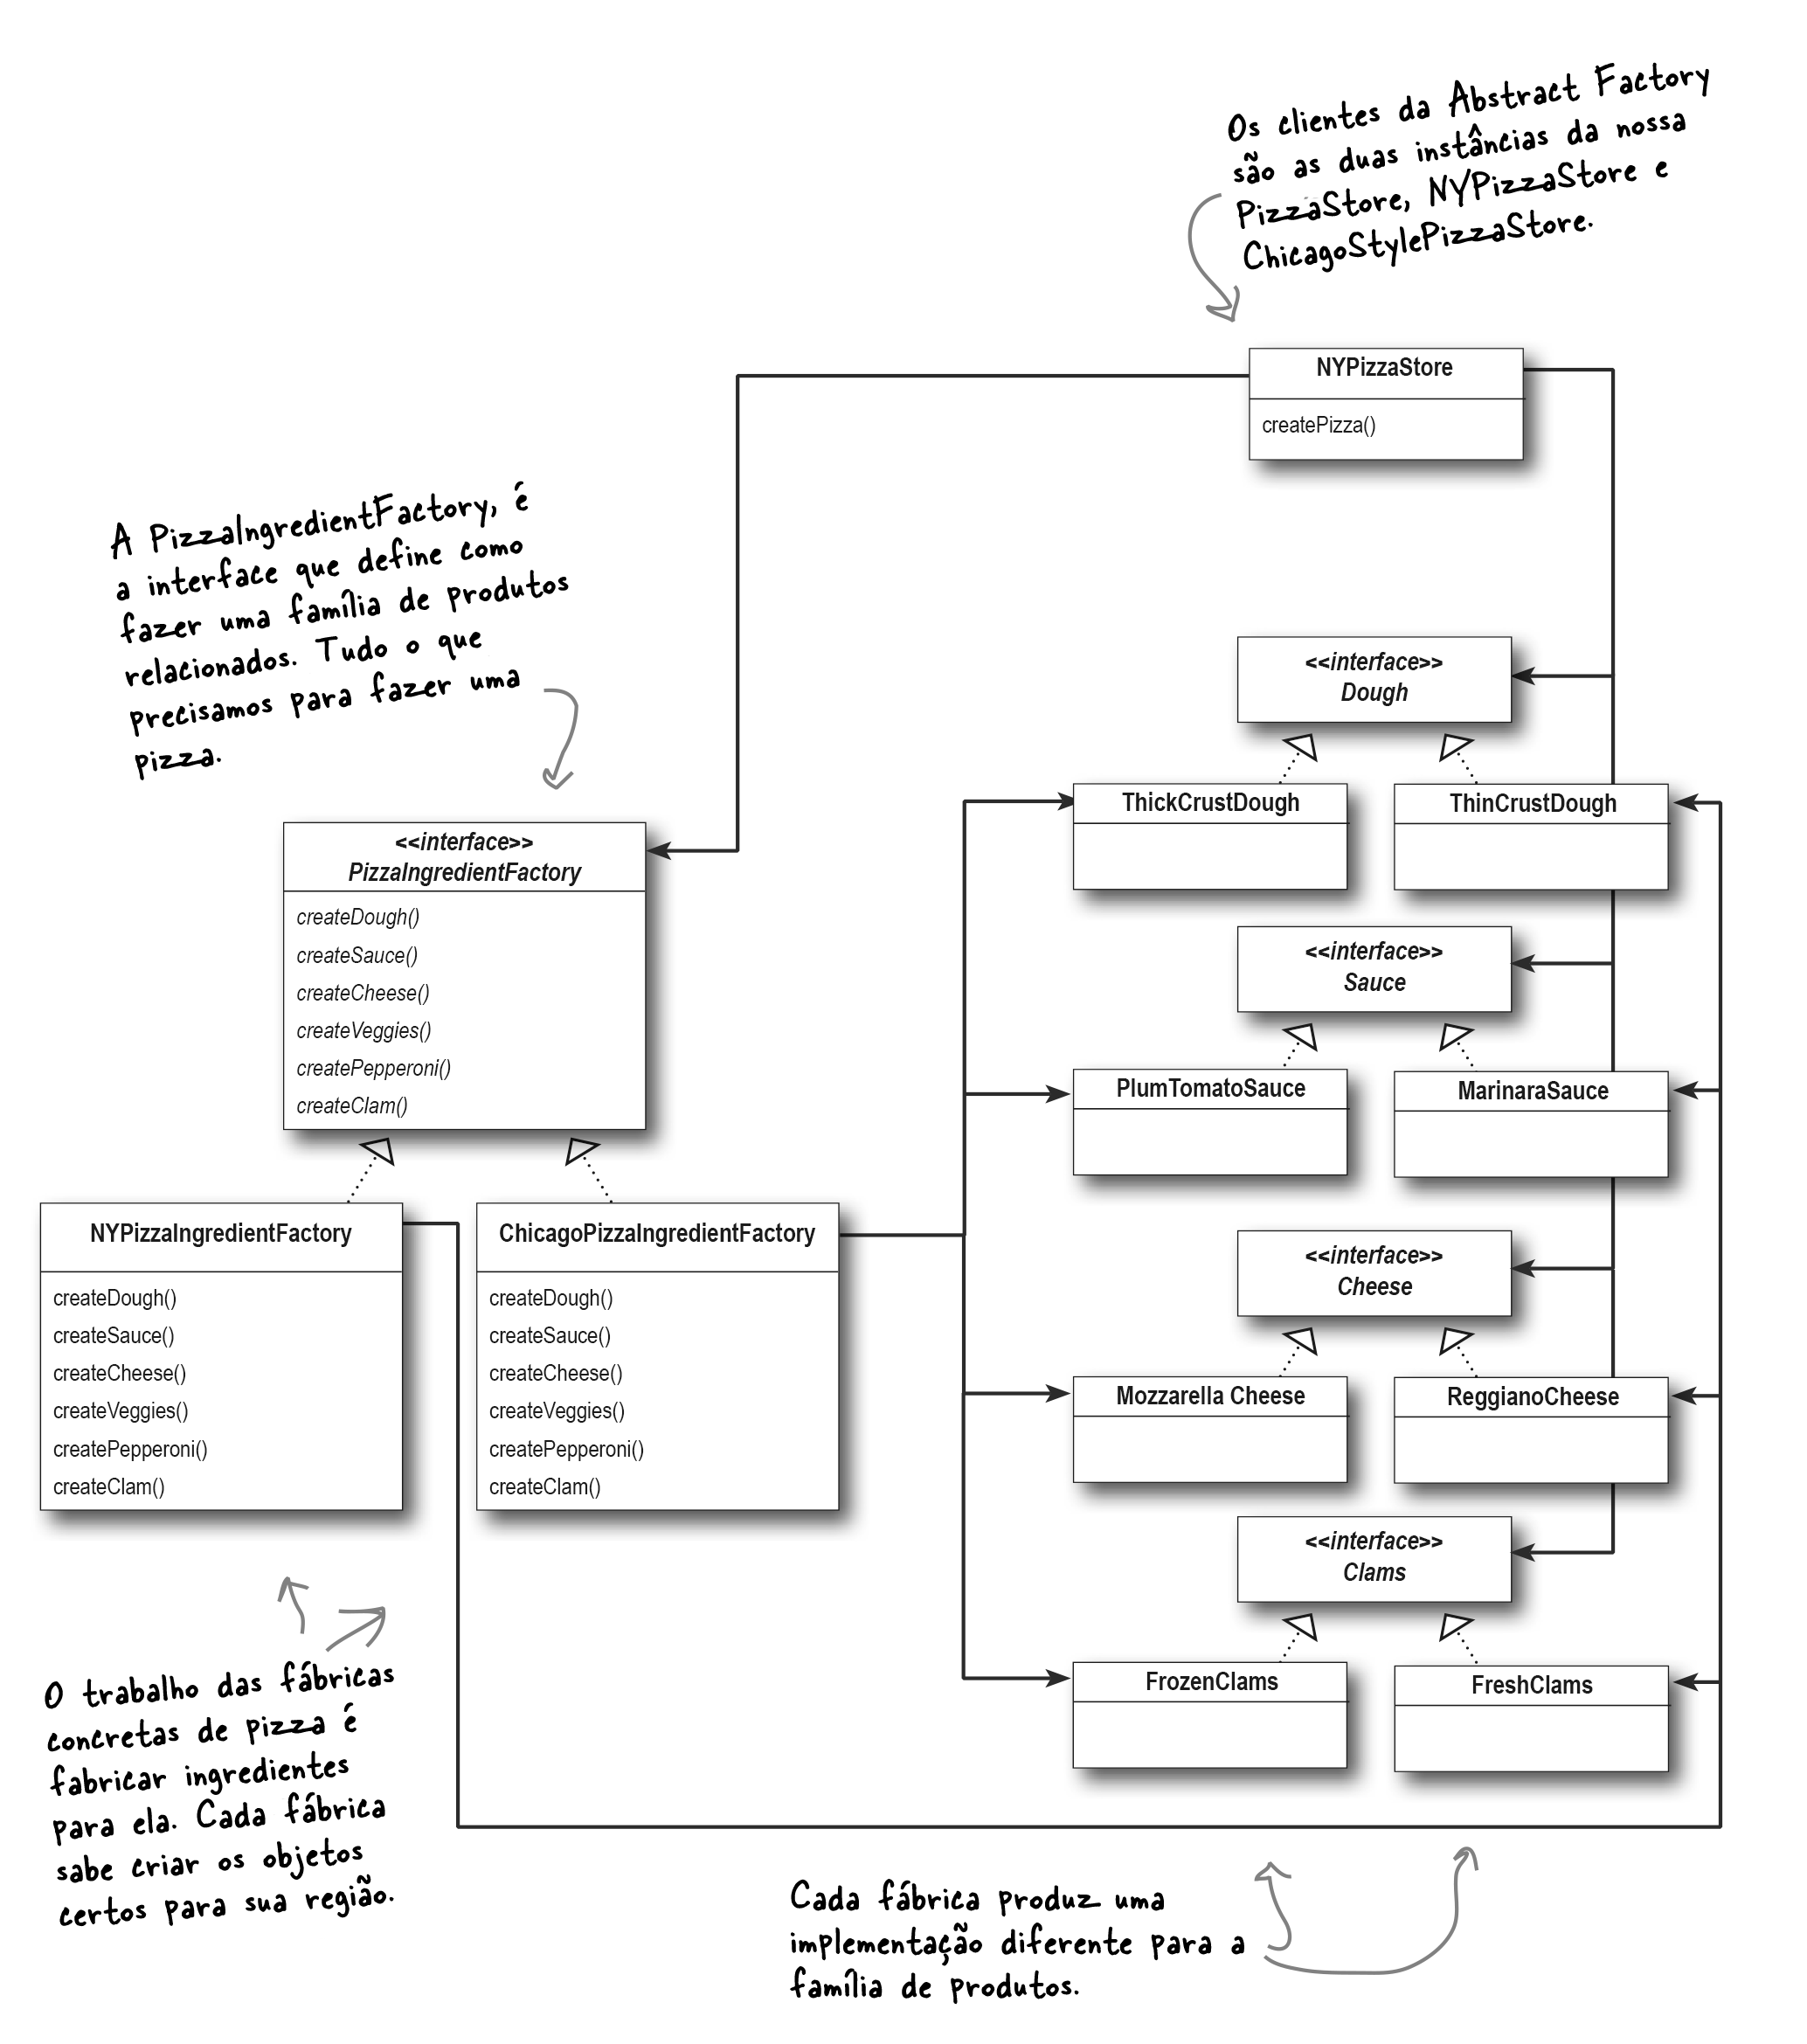 Os clientes da Abstract Factory
são as duas instâncias da nossa
PizzaStore, NYPizzaStore e
ChicagoStylePizzaStore.
NYPizzaStore
createPizza()
A PizzaIngredientFactory, é
a interface que define como
fazer uma família de produtos
relacionados. Tudo o que
precisamos para fazer uma
pizza.
<<interface>>
PizzaIngredientFactory
createDough()
createSauce()
createCheese()
createVeggies()
createPepperoni()
createClam()
NYPizzaIngredientFactory
createDough()
createSauce()
createCheese()
createVeggies()
createPepperoni()
createClam()
ChicagoPizzaIngredientFactory
createDough()
createSauce()
createCheese()
createVeggies()
createPepperoni()
createClam()
<<interface>>
Dough
ThickCrustDough
ThinCrustDough
<<interface>>
Sauce
PlumTomatoSauce
MarinaraSauce
<<interface>>
Cheese
Mozzarella Cheese
ReggianoCheese
<<interface>>
Clams
FrozenClams
FreshClams
O trabalho das fábricas
concretas de pizza é
fabricar ingredientes
para ela. Cada fábrica
sabe criar os objetos
certos para sua região.
Cada fábrica produz uma
implementação diferente para a
família de produtos.